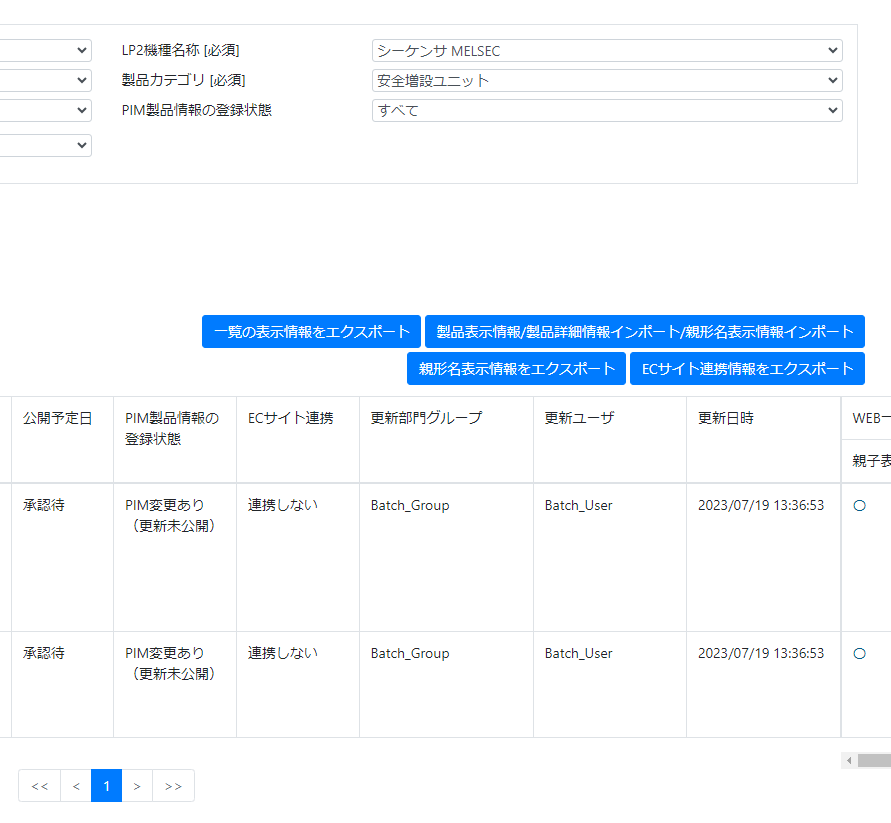 LP2機種名称 [必須]
シーケンサ MELSEC
製品カテゴリ [必須]
安全増設ユニット
PIM製品情報の登録状態
すべて
一覧の表示情報をエクスポート
製品表示情報/製品詳細情報インポート/親形名表示情報インポート
親形名表示情報をエクスポート
ECサイト連携情報をエクスポート
公開予定日
PIM製品情報の
登録状態
ECサイト連携
更新部門グループ
更新ユーザ
更新日時
WEBー
親子表
承認待
PIM変更あり
（更新未公開）
連携しない
Batch_Group
Batch_User
2023/07/19 13:36:53
〇
承認待
PIM変更あり
（更新未公開）
連携しない
Batch_Group
Batch_User
2023/07/19 13:36:53
〇
<<
<
1
>
>>